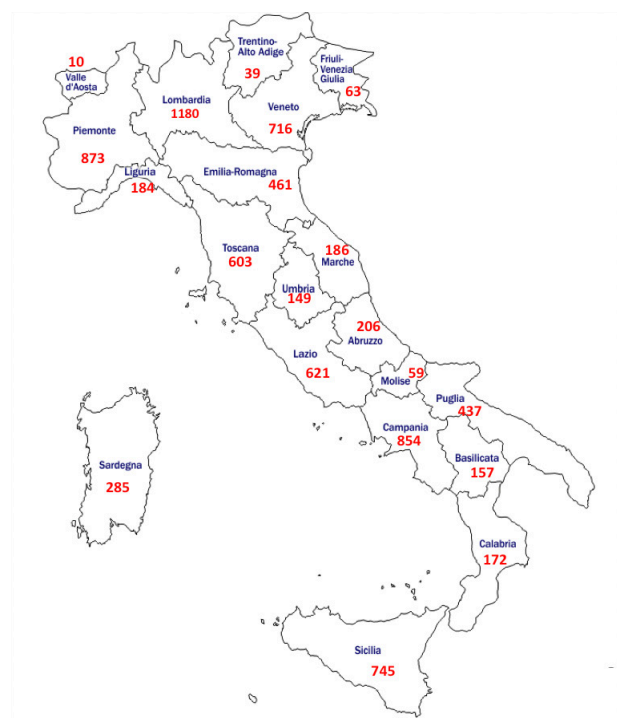 10
Valle
d'Aosta
Trentino-
Alto Adige
39
Friuli-
Venezia
Giulia
63
Lombardia
1180
Veneto
716
Piemonte
873
Liguria
184
Emilia-Romagna
461
Toscana
603
186
Marche
Umbria
149
206
Abruzzo
Lazio
621
59
Molise
Puglia
437
Campania
854
Basilicata
157
Sardegna
285
Calabria
172
Sicilia
745